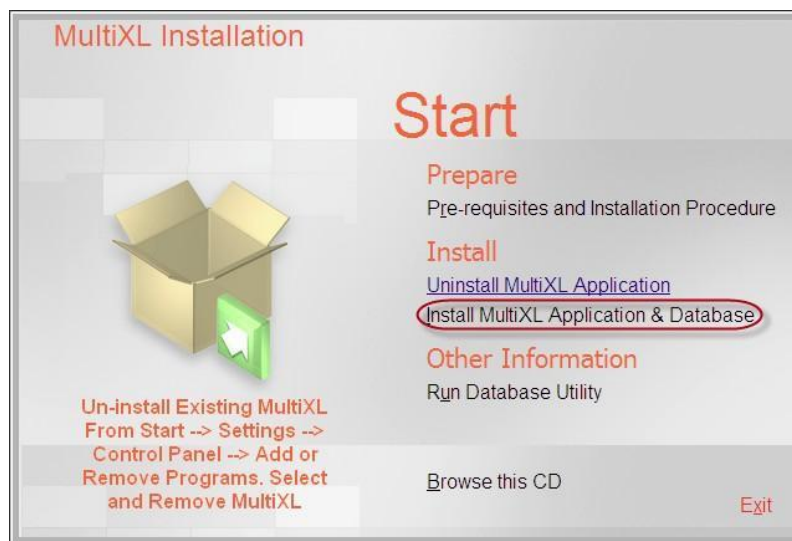 MultiXL Installation
Start
Prepare
Pre-requisites and Installation Procedure
Install
Uninstall MultiXL Application
Install MultiXL Application & Database
Other Information
Run Database Utility
Un-install Existing MultiXL
From Start --> Settings -->
Control Panel --> Add or
Remove Programs. Select
and Remove MultiXL
Browse this CD
Exit